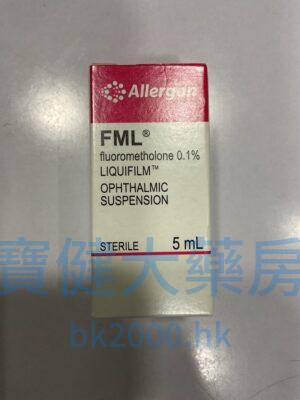 Allergan
FML®
fluorometholone 0.1%
LIQUIFILM™
OPHTHALMIC
SUSPENSION
STERILE 5 mL
寶健大藥房
bk2000.hk